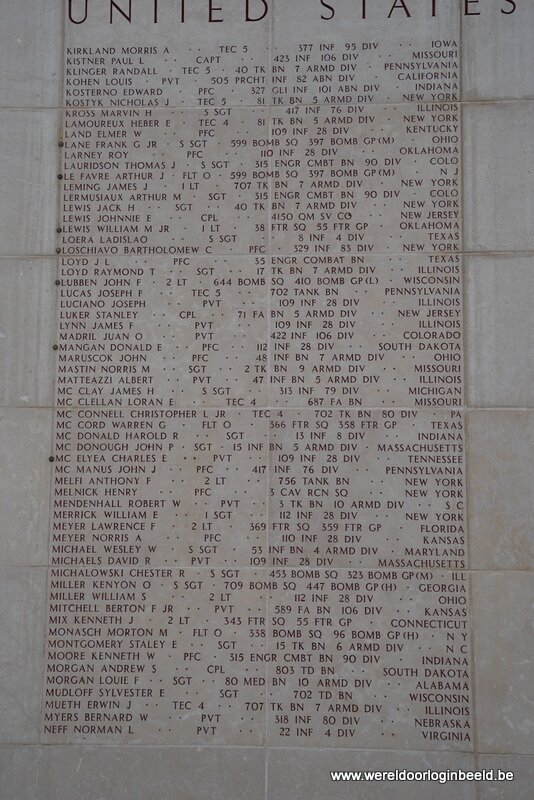 UNITED STATES
KIRKLAND MORRIS A · · TEC 5 · · 377 INF 95 DIV · · IOWA
KISTNER PAUL L · · CAPT · · 423 INF 106 DIV · · MISSOURI
KLINGER RANDALL · TEC 5 · 40 TK BN 7 ARMD DIV · PENNSYLVANIA
KOHEN LOUIS · PVT · 505 PRCHT INF 82 ABN DIV · CALIFORNIA
KOSTERNO EDWARD · PFC · 327 GLI INF 101 ABN DIV · INDIANA
KOSTYK NICHOLAS J · TEC 5 · 81 TK BN 5 ARMD DIV · NEW YORK
KROSS MARVIN H · · S SGT · · 417 INF 76 DIV · · ILLINOIS
LAMOUREUX HEBER E · TEC 4 · 81 TK BN 5 ARMD DIV · NEW YORK
LAND ELMER W · · PFC · · 109 INF 28 DIV · · KENTUCKY
LANE FRANK G JR · S SGT · 599 BOMB SQ 397 BOMB GP(M) · OHIO
LARNEY ROY · · PFC · · 110 INF 28 DIV · · OKLAHOMA
LAURIDSON THOMAS J · S SGT · 315 ENGR CMBT BN 90 DIV · COLO
LE FAVRE ARTHUR J · FLT O · 599 BOMB SQ 397 BOMB GP(M) · N J
LEMING JAMES J · 1 LT · 707 TK BN 7 ARMD DIV · NEW YORK
LERMUSIAUX ARTHUR M · SGT · 315 ENGR CMBT BN 90 DIV · COLO
LEWIS JACK H · · SGT · · 40 TK BN 7 ARMD DIV · NEW YORK
LEWIS JOHNNIE E · · CPL · · 4150 QM SV CO · · NEW JERSEY
LEWIS WILLIAM M JR · 1 LT · 38 FTR SQ 55 FTR GP · OKLAHOMA
LOERA LADISLAO · · S SGT · · 8 INF 4 DIV · · TEXAS
LOSCHIAVO BARTHOLOMEW C · PFC · 329 INF 83 DIV · NEW YORK
LOYD J L · · PFC · · 35 ENGR COMBAT BN · · TEXAS
LOYD RAYMOND T · SGT · 17 TK BN 7 ARMD DIV · ILLINOIS
LUBBEN JOHN F · 2 LT · 644 BOMB SQ 410 BOMB GP(L) · WISCONSIN
LUCAS JOSEPH F · · TEC 5 · · 702 TANK BN · · PENNSYLVANIA
LUCIANO JOSEPH · · PVT · · 109 INF 28 DIV · · ILLINOIS
LUKER STANLEY · · CPL · · 71 FA BN 5 ARMD DIV · NEW JERSEY
LYNN JAMES F · · PVT · · 109 INF 28 DIV · · ILLINOIS
MADRIL JUAN O · · PVT · · 422 INF 106 DIV · · COLORADO
MANGAN DONALD E · · PFC · · 112 INF 28 DIV · · SOUTH DAKOTA
MARUSCOK JOHN · · PFC · · 48 INF BN 7 ARMD DIV · · OHIO
MASTIN NORRIS M · · SGT · · 2 TK BN 9 ARMD DIV · · MISSOURI
MATTEAZZI ALBERT · · PVT · · 47 INF BN 5 ARMD DIV · · ILLINOIS
MC CLAY JAMES H · · S SGT · · 313 INF 79 DIV · · MICHIGAN
MC CLELLAN LORAN E · · TEC 4 · · 687 FA BN · · MISSOURI
MC CONNELL CHRISTOPHER L JR · TEC 4 · 702 TK BN 80 DIV · PA
MC CORD WARREN G · FLT O · 366 FTR SQ 358 FTR GP · TEXAS
MC DONALD HAROLD R · · SGT · · 13 INF 8 DIV · · INDIANA
MC DONOUGH JOHN P · SGT · 15 INF BN 5 ARMD DIV · MASSACHUSETTS
MC ELYEA CHARLES E · · PVT · · 109 INF 28 DIV · · TENNESSEE
MC MANUS JOHN J · · PFC · · 417 INF 76 DIV · · PENNSYLVANIA
MELFI ANTHONY F · · 2 LT · · 756 TANK BN · · NEW YORK
MELNICK HENRY · · PFC · · 3 CAV RCN SQ · · NEW YORK
MENDENHALL ROBERT W · · PVT · · 3 TK BN 10 ARMD DIV · · S C
MERRICK WILLIAM E · · 1 SGT · · 112 INF 28 DIV · · NEW YORK
MEYER LAWRENCE F · 2 LT · 369 FTR SQ 359 FTR GP · FLORIDA
MEYER NORRIS A · · PFC · · 110 INF 28 DIV · · KANSAS
MICHAEL WESLEY W · S SGT · 53 INF BN 4 ARMD DIV · MARYLAND
MICHAELS DAVID R · · PVT · · 109 INF 28 DIV · · MASSACHUSETTS
MICHALOWSKI CHESTER R · S SGT · 453 BOMB SQ 323 BOMB GP(M) · ILL
MILLER KENYON O · S SGT · 709 BOMB SQ 447 BOMB GP(H) · GEORGIA
MILLER WILLIAM S · · 2 LT · · 112 INF 28 DIV · · OHIO
MITCHELL BERTON F JR · · PVT · · 589 FA BN 106 DIV · · KANSAS
MIX KENNETH J · 2 LT · 343 FTR SQ 55 FTR GP · CONNECTICUT
MONASCH MORTON M · FLT O · 338 BOMB SQ 96 BOMB GP(H) · N Y
MONTGOMERY STALEY E · · SGT · · 15 TK BN 6 ARMD DIV · · N C
MOORE KENNETH W · PFC · 315 ENGR CMBT BN 90 DIV · INDIANA
MORGAN ANDREW S · · CPL · · 803 TD BN · · SOUTH DAKOTA
MORGAN LOUIE F · · SGT · · 80 MED BN 10 ARMD DIV · · ALABAMA
MUDLOFF SYLVESTER E · · SGT · · 702 TD BN · · WISCONSIN
MUETH ERWIN J · · TEC 4 · · 707 TK BN 7 ARMD DIV · · ILLINOIS
MYERS BERNARD W · · PVT · · 318 INF 80 DIV · · NEBRASKA
NEFF NORMAN L · · PVT · · 22 INF 4 DIV · · VIRGINIA
www.wereldoorloginbeeld.be